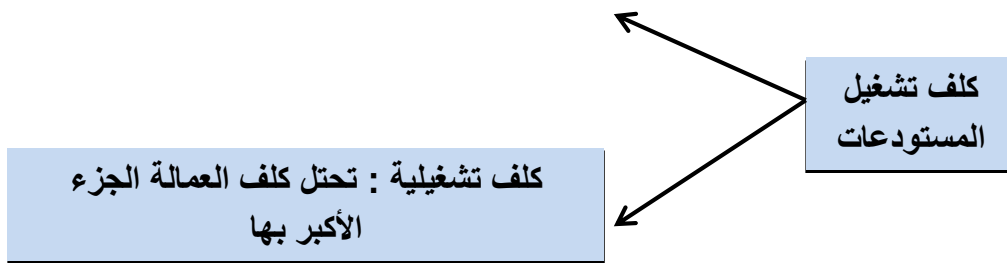 كلف تشغيل
المستودعات
كلف تشغيلية : تحتل كلف العمالة الجزء
الأكبر بها